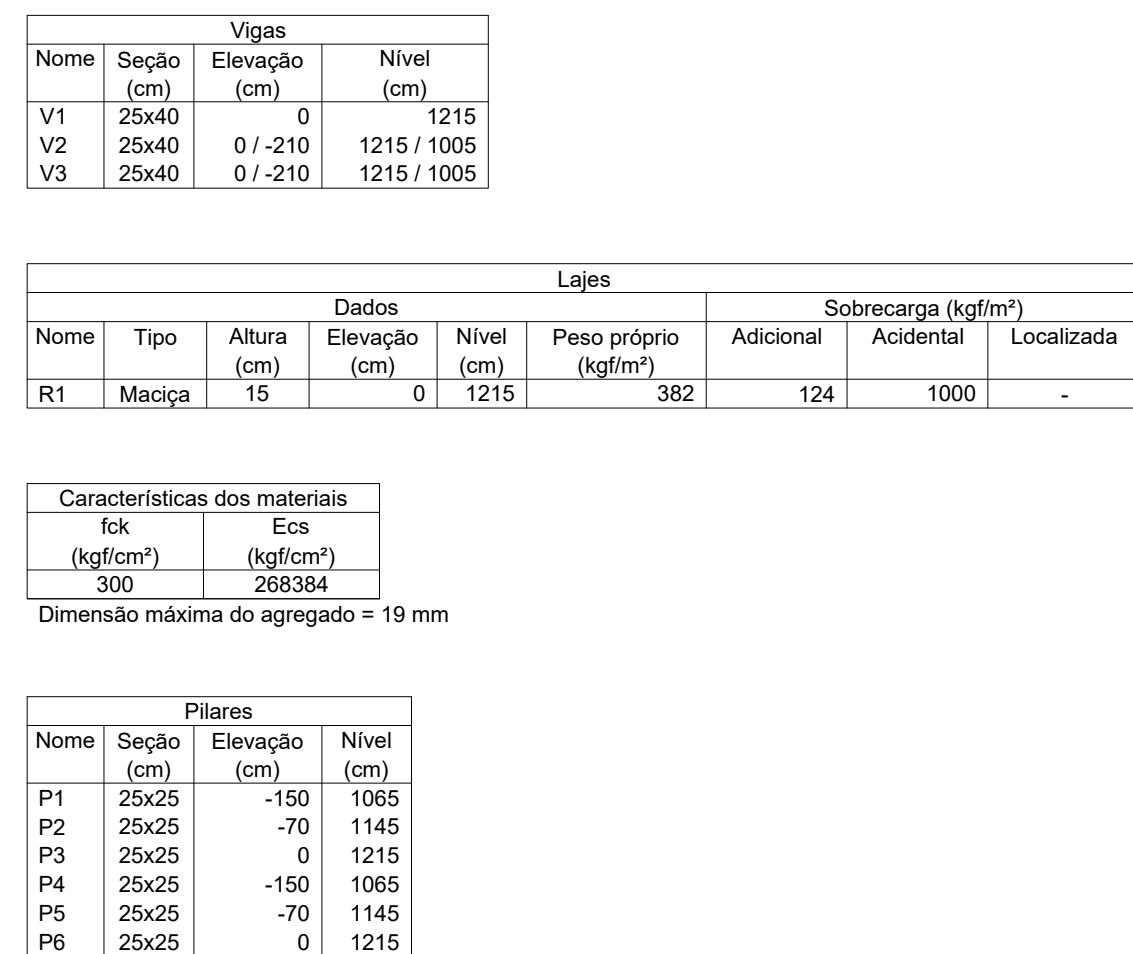 Vigas
Nome Seção Elevação Nível
(cm) (cm) (cm)
V1 25x40 0 1215
V2 25x40 0 / -210 1215 / 1005
V3 25x40 0 / -210 1215 / 1005
Lajes
Dados Sobrecarga (kgf/m²)
Nome Tipo Altura Elevação Nível Peso próprio Adicional Acidental Localizada
(cm) (cm) (cm) (kgf/m²)
R1 Maciça 15 0 1215 382 124 1000 -
Características dos materiais
fck Ecs
(kgf/cm²) (kgf/cm²)
300 268384
Dimensão máxima do agregado = 19 mm
Pilares
Nome Seção Elevação Nível
(cm) (cm) (cm)
P1 25x25 -150 1065
P2 25x25 -70 1145
P3 25x25 0 1215
P4 25x25 -150 1065
P5 25x25 -70 1145
P6 25x25 0 1215